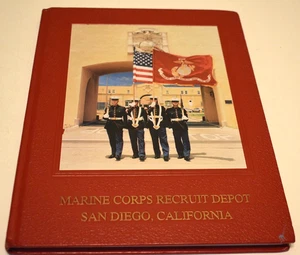 MARINE CORPS RECRUIT DEPOT
SAN DIEGO, CALIFORNIA